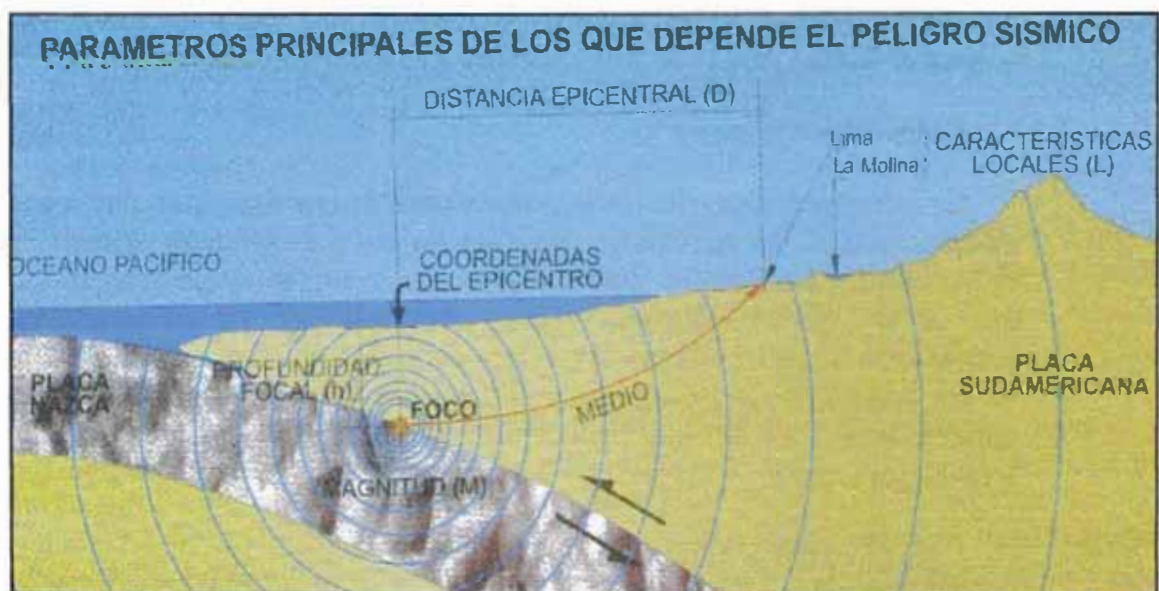 PARAMETROS PRINCIPALES DE LOS QUE DEPENDE EL PELIGRO SISMICO
DISTANCIA EPICENTRAL (D)
Lima
La Molina
CARACTERISTICAS
LOCALES (L)
OCEANO PACIFICO
COORDENADAS
DEL EPICENTRO
PROFUNDIDAD
FOCAL (h)
PLACA
NAZCA
FOCO
MEDIO
PLACA
SUDAMERICANA
MAGNITUD (M)